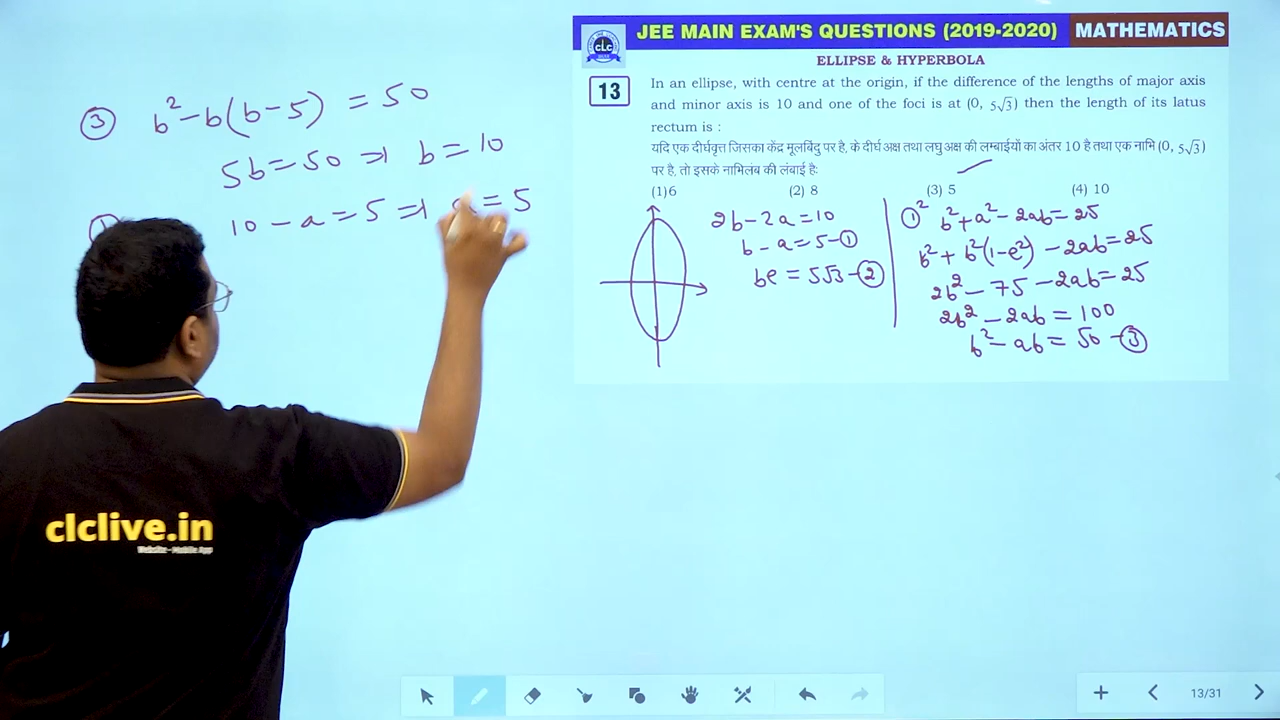 JEE MAIN EXAM'S QUESTIONS (2019-2020) MATHEMATICS
CLC
ELLIPSE & HYPERBOLA
13
In an ellipse, with centre at the origin, if the difference of the lengths of major axis
and minor axis is 10 and one of the foci is at (0, 5√3) then the length of its latus
rectum is :
यदि एक दीर्घवृत्त जिसका केंद्र मूलबिंदु पर है, के दीर्घ अक्ष तथा लघु अक्ष की लम्बाईयों का अंतर 10 है तथा एक नाभि (0, 5√3)
पर है, तो इसके नाभिलंब की लंबाई है:
(1) 6 (2) 8 (3) 5 (4) 10
2b-2a=10
b-a=5-①
be = 5√3-②
①² b²+a²-2ab=25
b²+b²(1-e²)-2ab=25
2b²-75-2ab=25
2b²-2ab=100
b²-ab=50-③
③ b²-b(b-5)=50
5b=50⇒ b=10
10-a=5⇒ a=5
clclive.in
Website - Mobile App
13/31